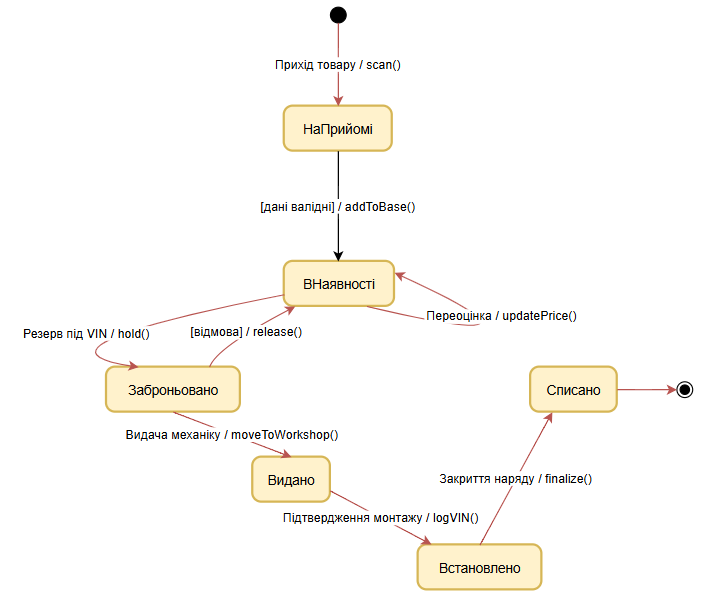 Прихід товару / scan()
НаПрийомі
[дані валідні] / addToBase()
ВНаявності
Переоцінка / updatePrice()
Резерв під VIN / hold()
[відмова] / release()
Заброньовано
Списано
Видача механіку / moveToWorkshop()
Видано
Закриття наряду / finalize()
Підтвердження монтажу / logVIN()
Встановлено